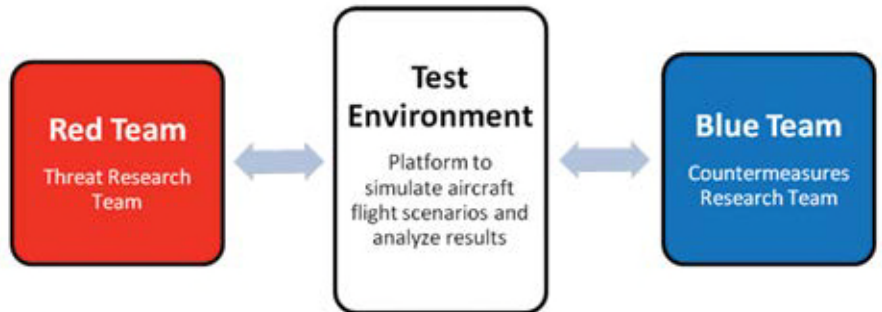 Red Team
Threat Research
Team
Test
Environment
Platform to
simulate aircraft
flight scenarios and
analyze results
Blue Team
Countermeasures
Research Team